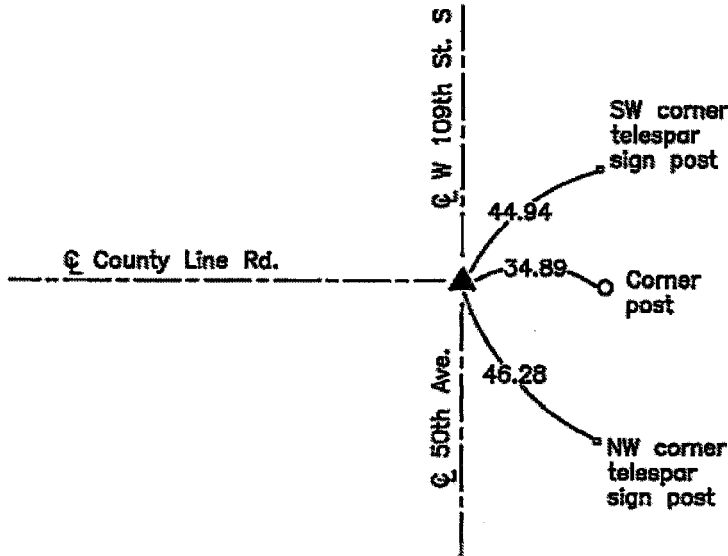 ℄ W 109th St. S
SW corner
telespar
sign post
44.94
℄ County Line Rd.
34.89
Corner
post
46.28
℄ 50th Ave.
NW corner
telespar
sign post